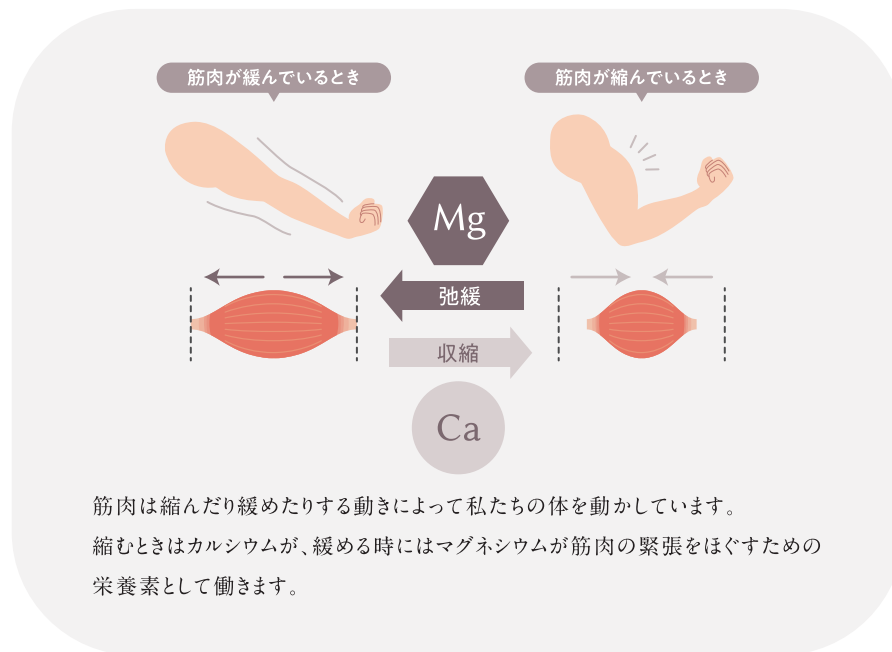 筋肉が緩んでいるとき
筋肉が縮んでいるとき
Mg
弛緩
収縮
Ca
筋肉は縮んだり緩めたりする動きによって私たちの体を動かしています。
縮むときはカルシウムが、緩める時にはマグネシウムが筋肉の緊張をほぐすための
栄養素として働きます。